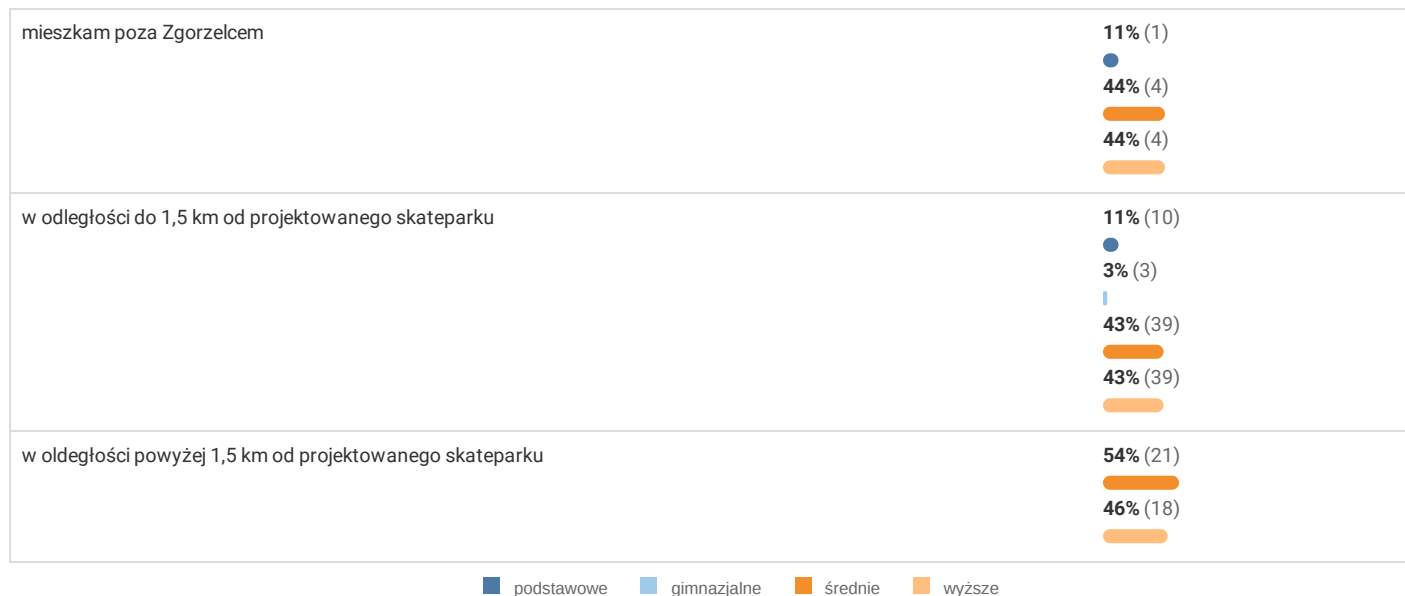 mieszkam poza Zgorzelcem
11% (1)
44% (4)
44% (4)
w odległości do 1,5 km od projektowanego skateparku
11% (10)
3% (3)
43% (39)
43% (39)
w oldegłości powyżej 1,5 km od projektowanego skateparku
54% (21)
46% (18)
podstawowe gimnazjalne średnie wyższe